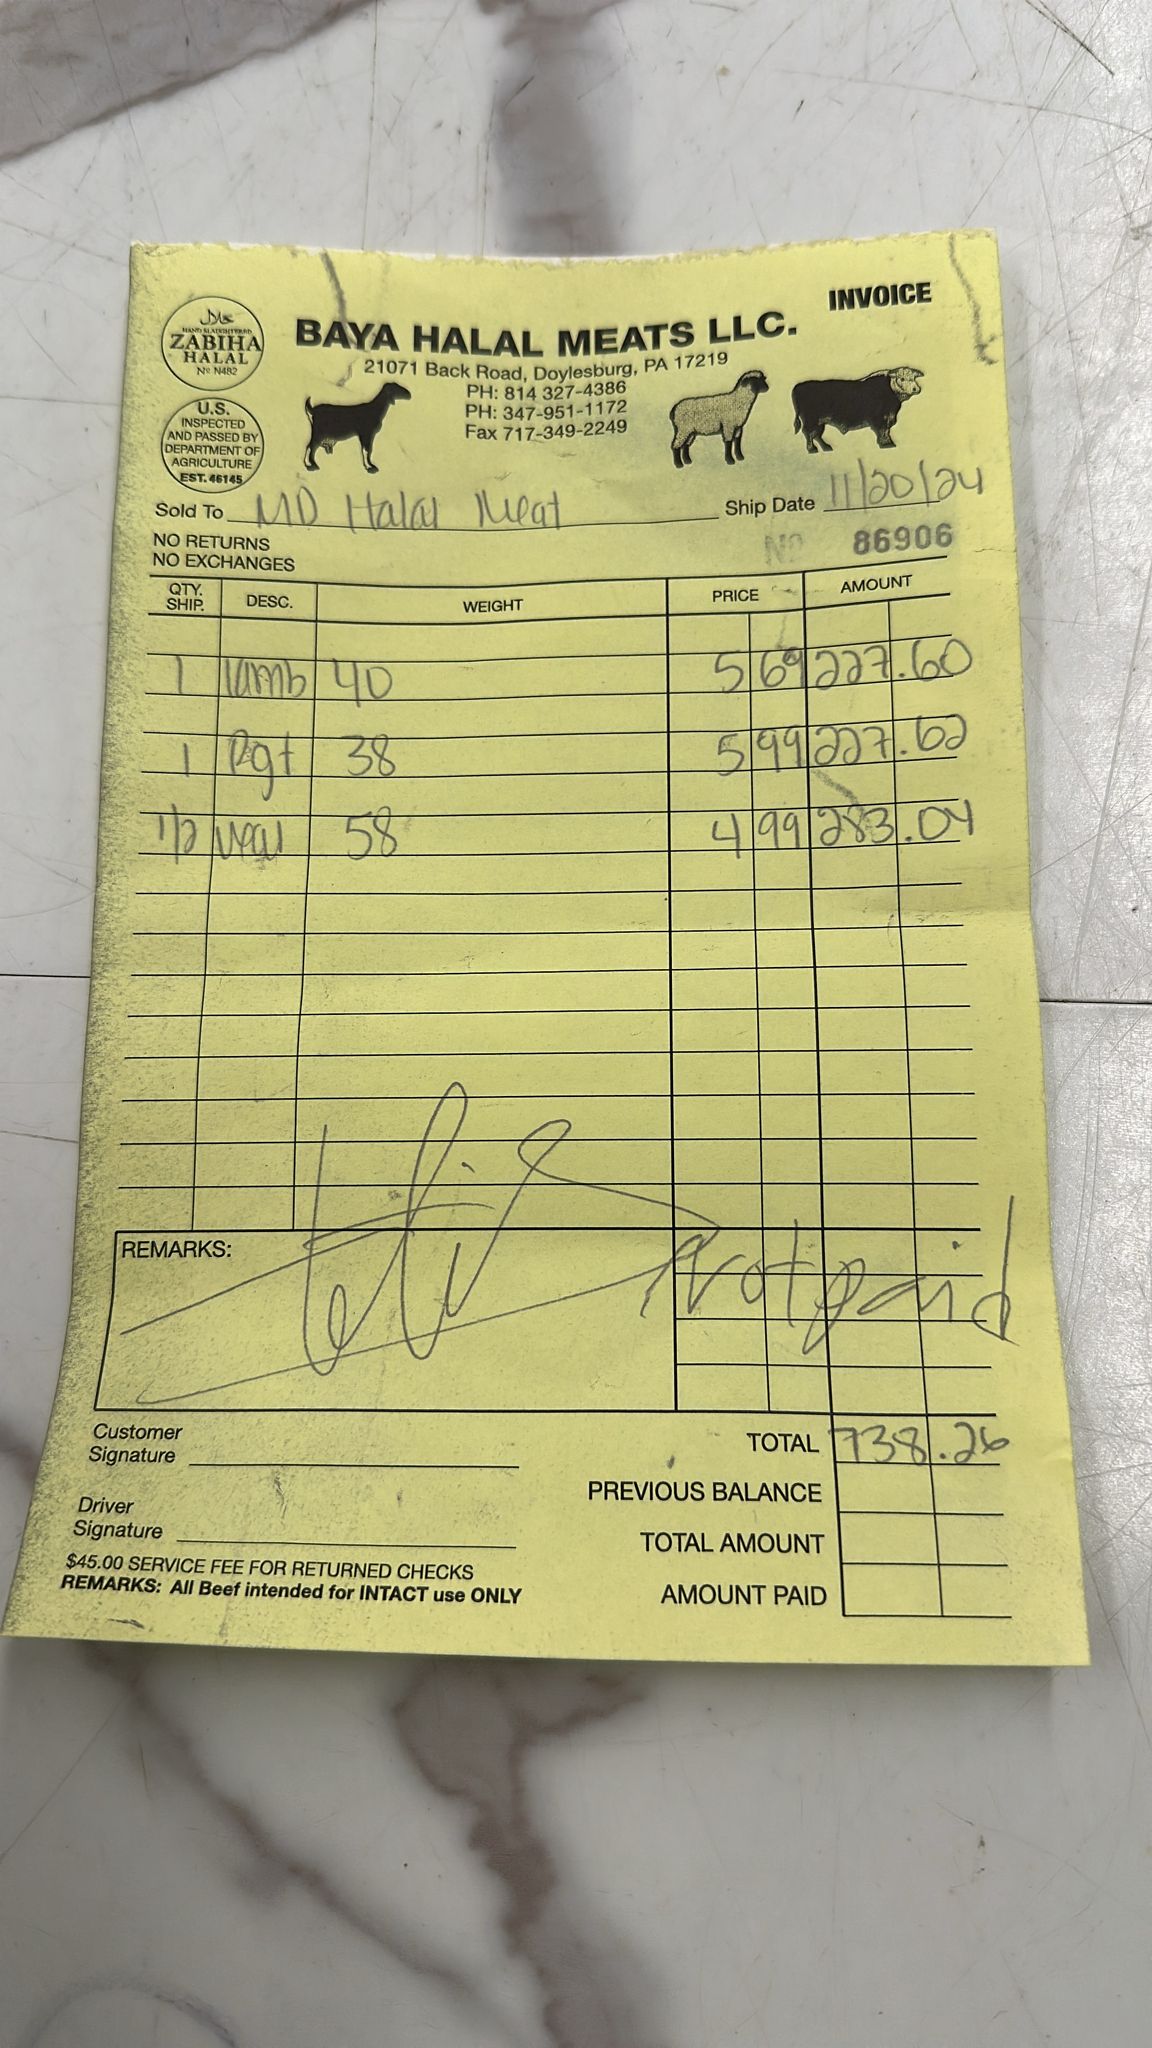 INVOICE
حلال
HAND SLAUGHTERED
ZABIHA
HALAL
No N482
BAYA HALAL MEATS LLC.
21071 Back Road, Doylesburg, PA 17219
PH: 814 327-4386
PH: 347-951-1172
Fax 717-349-2249
U.S.
INSPECTED
AND PASSED BY
DEPARTMENT OF
AGRICULTURE
EST. 46145
Sold To MD Halal Meat Ship Date 11/20/24
NO RETURNS
NO EXCHANGES
No 86906
QTY. SHIP. DESC. WEIGHT PRICE AMOUNT
1 lamb 40 5 69 227.60
1 Rgt 38 5 99 227.62
1/2 veal 58 4 99 283.04
REMARKS:
Not paid
Customer
Signature
TOTAL 738.26
PREVIOUS BALANCE
Driver
Signature
TOTAL AMOUNT
$45.00 SERVICE FEE FOR RETURNED CHECKS
REMARKS: All Beef intended for INTACT use ONLY
AMOUNT PAID